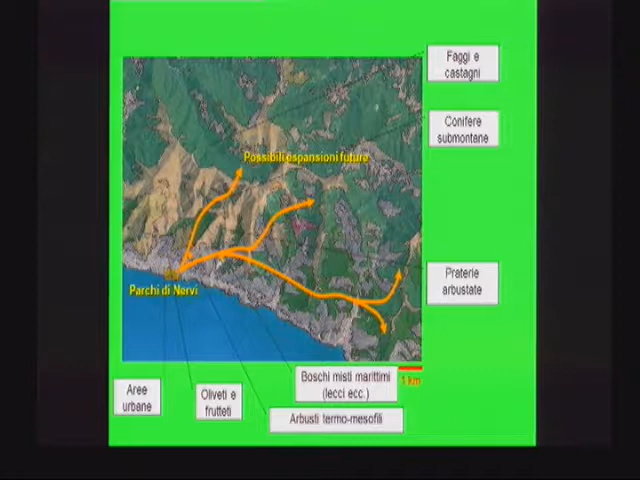 Faggi e
castagni
Conifere
submontane
Possibili espansioni future
Praterie
arbustate
Parchi di Nervi
Boschi misti marittimi
(lecci ecc.)
1 km
Aree
urbane
Oliveti e
frutteti
Arbusti termo-mesofili